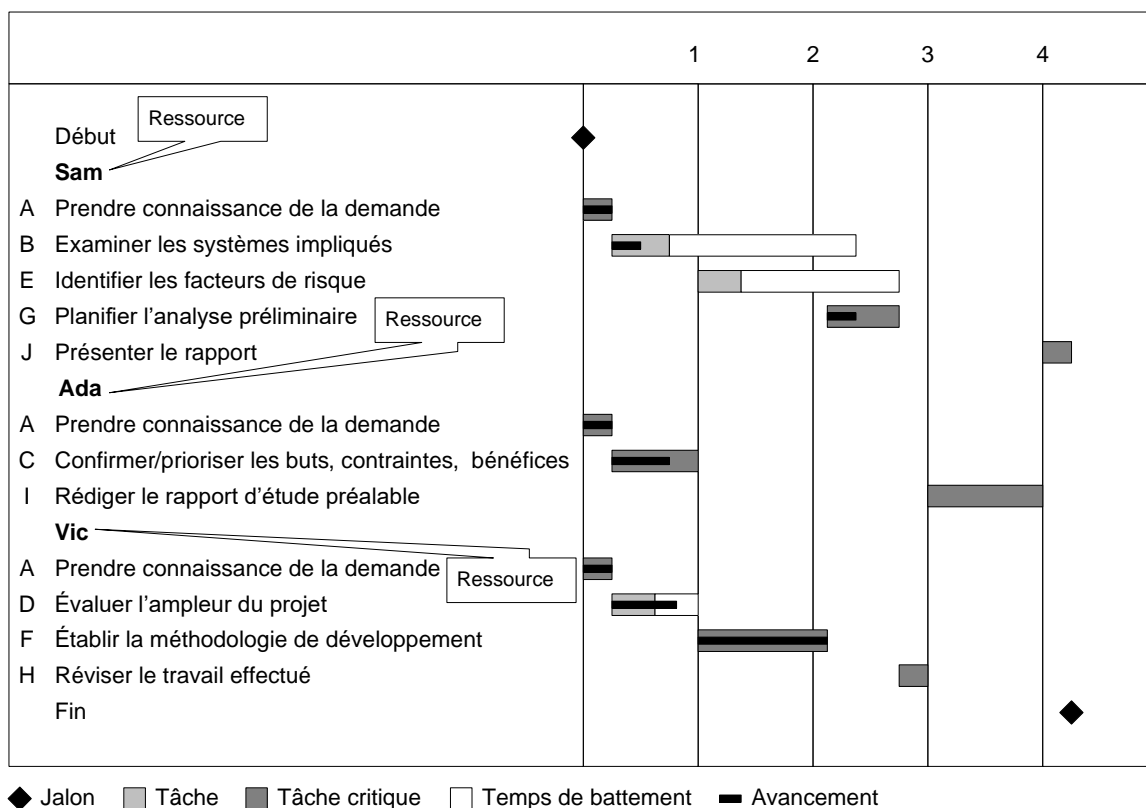 1 2 3 4
Ressource
Début
Sam
A Prendre connaissance de la demande
B Examiner les systèmes impliqués
E Identifier les facteurs de risque
G Planifier l’analyse préliminaire
Ressource
J Présenter le rapport
Ada
A Prendre connaissance de la demande
C Confirmer/prioriser les buts, contraintes, bénéfices
I Rédiger le rapport d’étude préalable
Vic
A Prendre connaissance de la demande
Ressource
D Évaluer l’ampleur du projet
F Établir la méthodologie de développement
H Réviser le travail effectué
Fin
Jalon Tâche Tâche critique Temps de battement Avancement